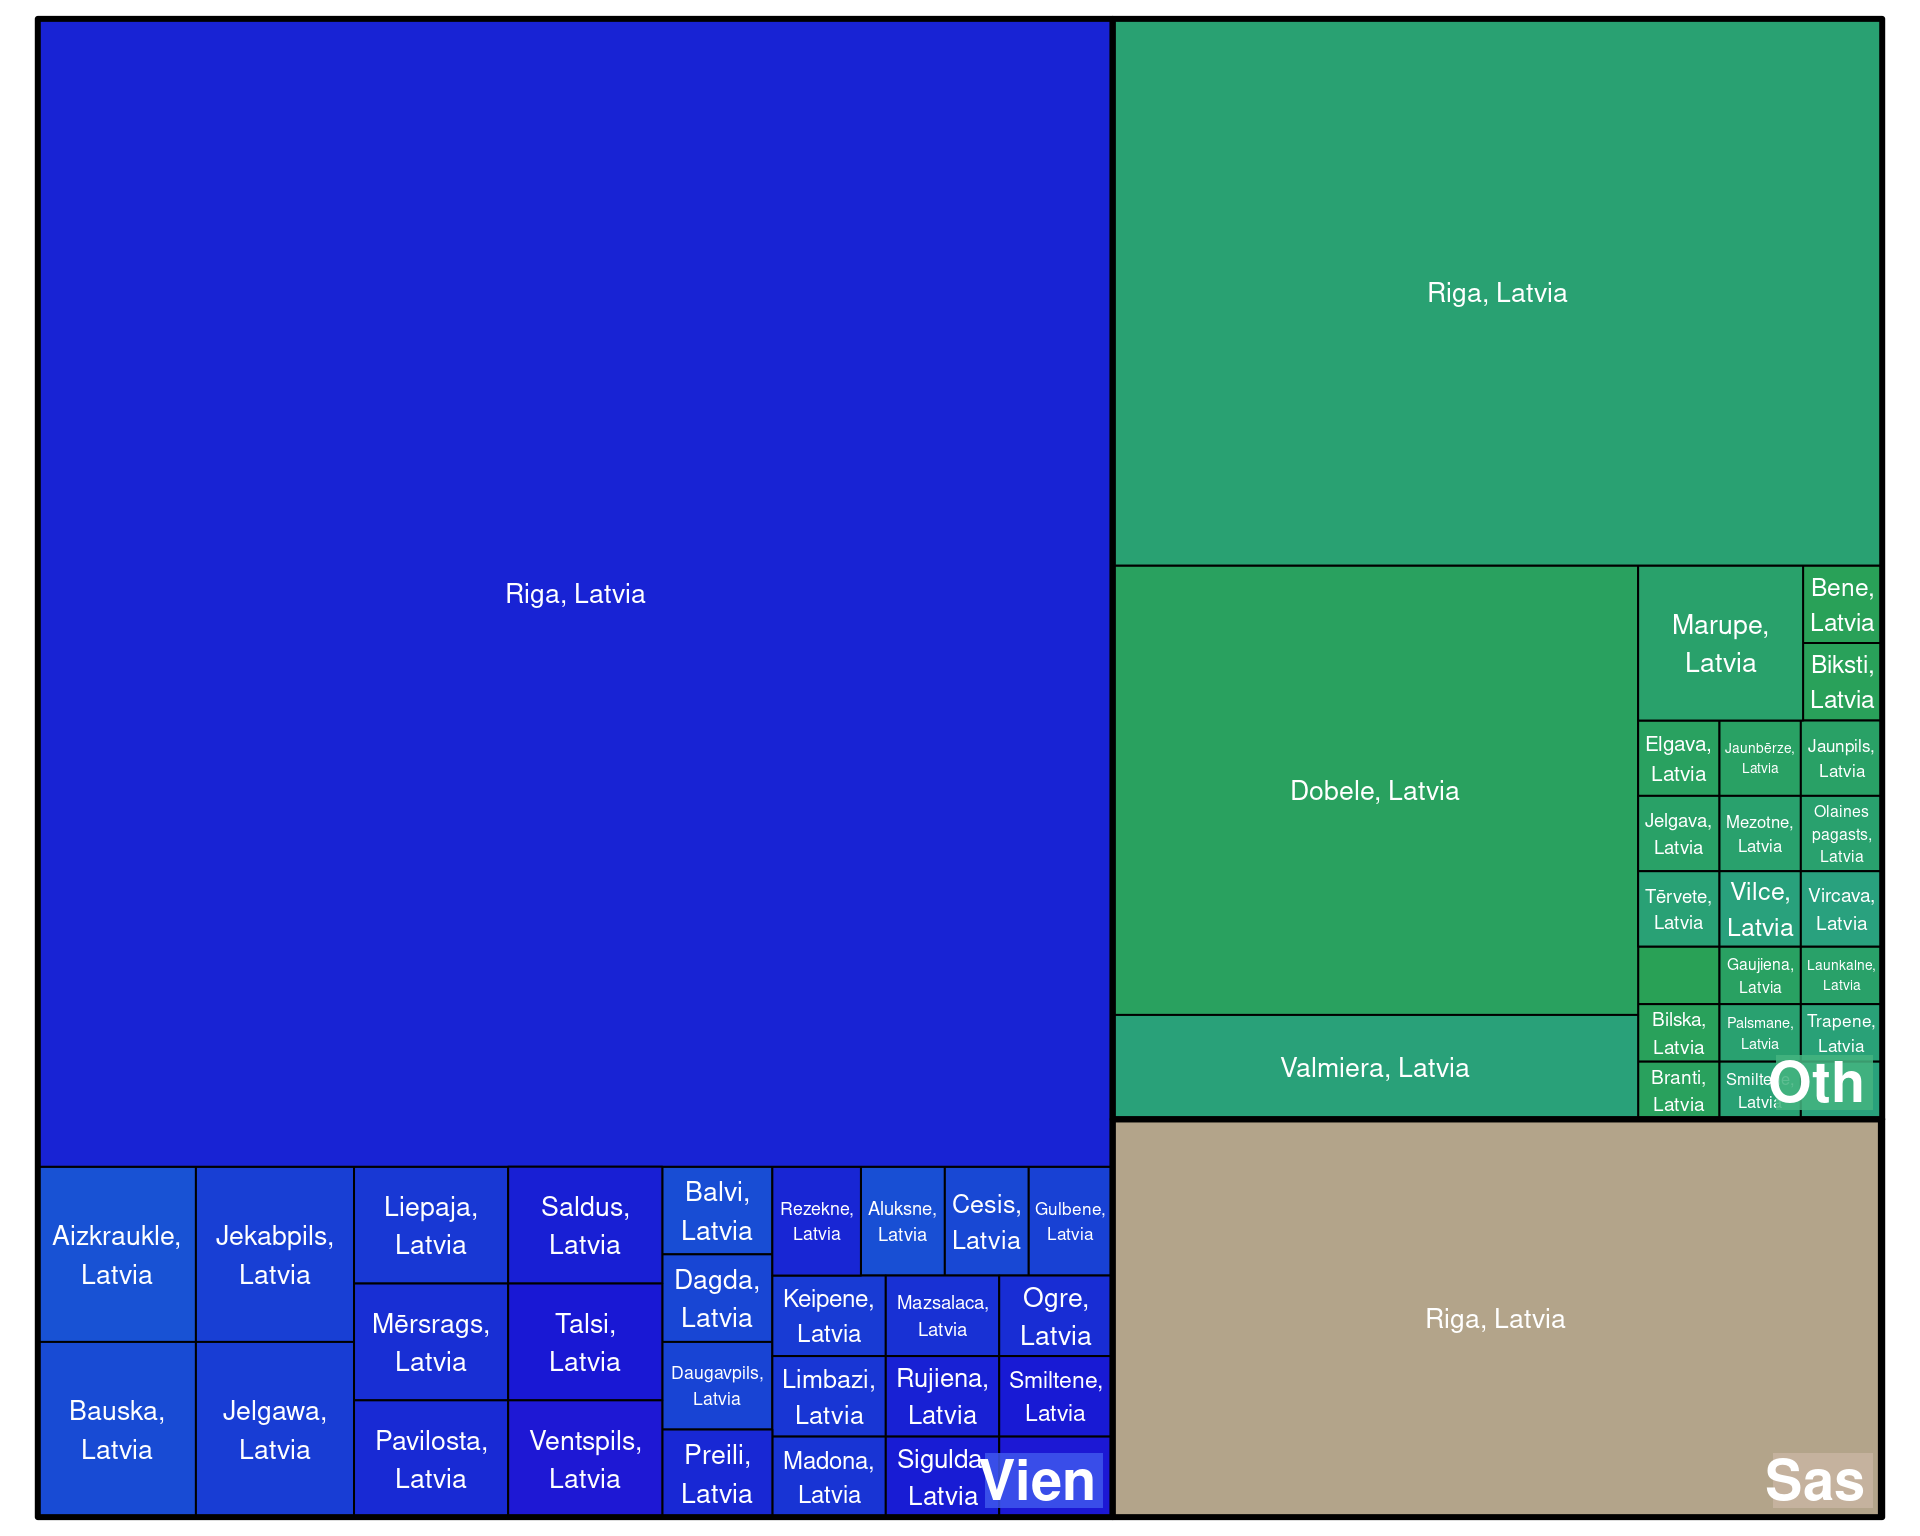 Riga, Latvia
Aizkraukle,
Latvia
Bauska,
Latvia
Jekabpils,
Latvia
Jelgawa,
Latvia
Liepaja,
Latvia
Mērsrags,
Latvia
Pavilosta,
Latvia
Saldus,
Latvia
Talsi,
Latvia
Ventspils,
Latvia
Balvi,
Latvia
Dagda,
Latvia
Daugavpils,
Latvia
Preili,
Latvia
Rezekne,
Latvia
Aluksne,
Latvia
Cesis,
Latvia
Gulbene,
Latvia
Keipene,
Latvia
Limbazi,
Latvia
Madona,
Latvia
Mazsalaca,
Latvia
Rujiena,
Latvia
Sigulda,
Latvia
Ogre,
Latvia
Smiltene,
Latvia
Vien
Riga, Latvia
Dobele, Latvia
Valmiera, Latvia
Marupe,
Latvia
Bene,
Latvia
Biksti,
Latvia
Elgava,
Latvia
Jaunbērze,
Latvia
Jaunpils,
Latvia
Jelgava,
Latvia
Mezotne,
Latvia
Olaines
pagasts,
Latvia
Tērvete,
Latvia
Vilce,
Latvia
Vircava,
Latvia
Gaujiena,
Latvia
Launkalne,
Latvia
Bilska,
Latvia
Palsmane,
Latvia
Trapene,
Latvia
Branti,
Latvia
Smiltene,
Latvia
Oth
Riga, Latvia
Sas